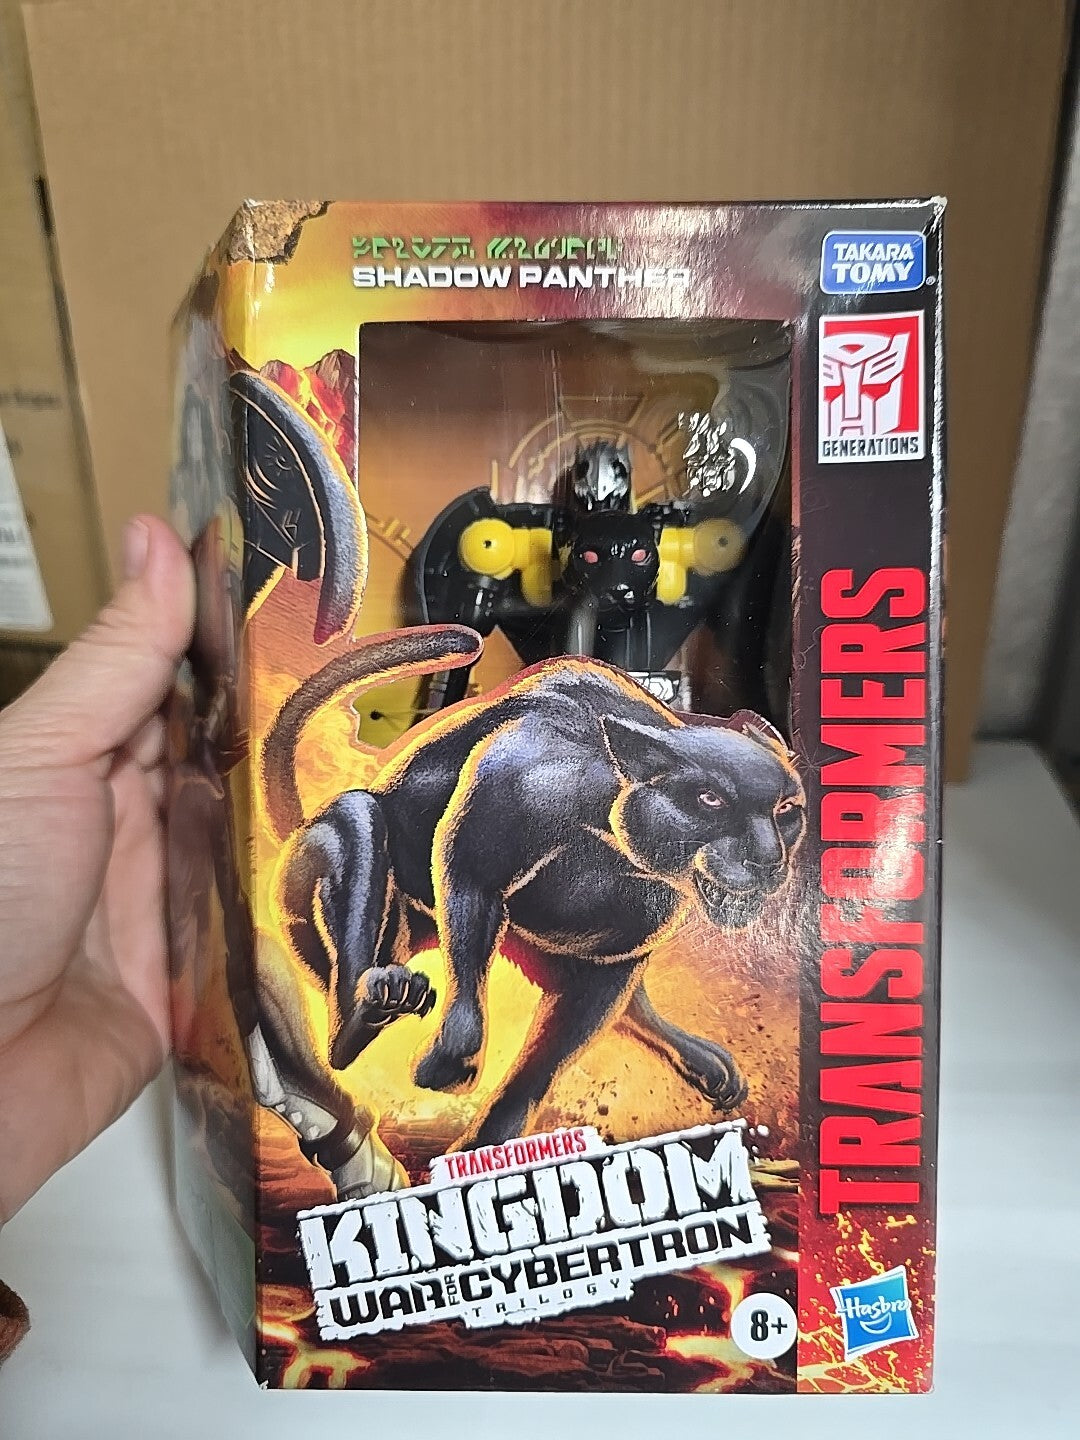 SHADOW PANTHER
TAKARA
TOMY
GENERATIONS
TRANSFORMERS
TRANSFORMERS
KINGDOM
WAR FOR CYBERTRON
TRILOGY
8+
Hasbro